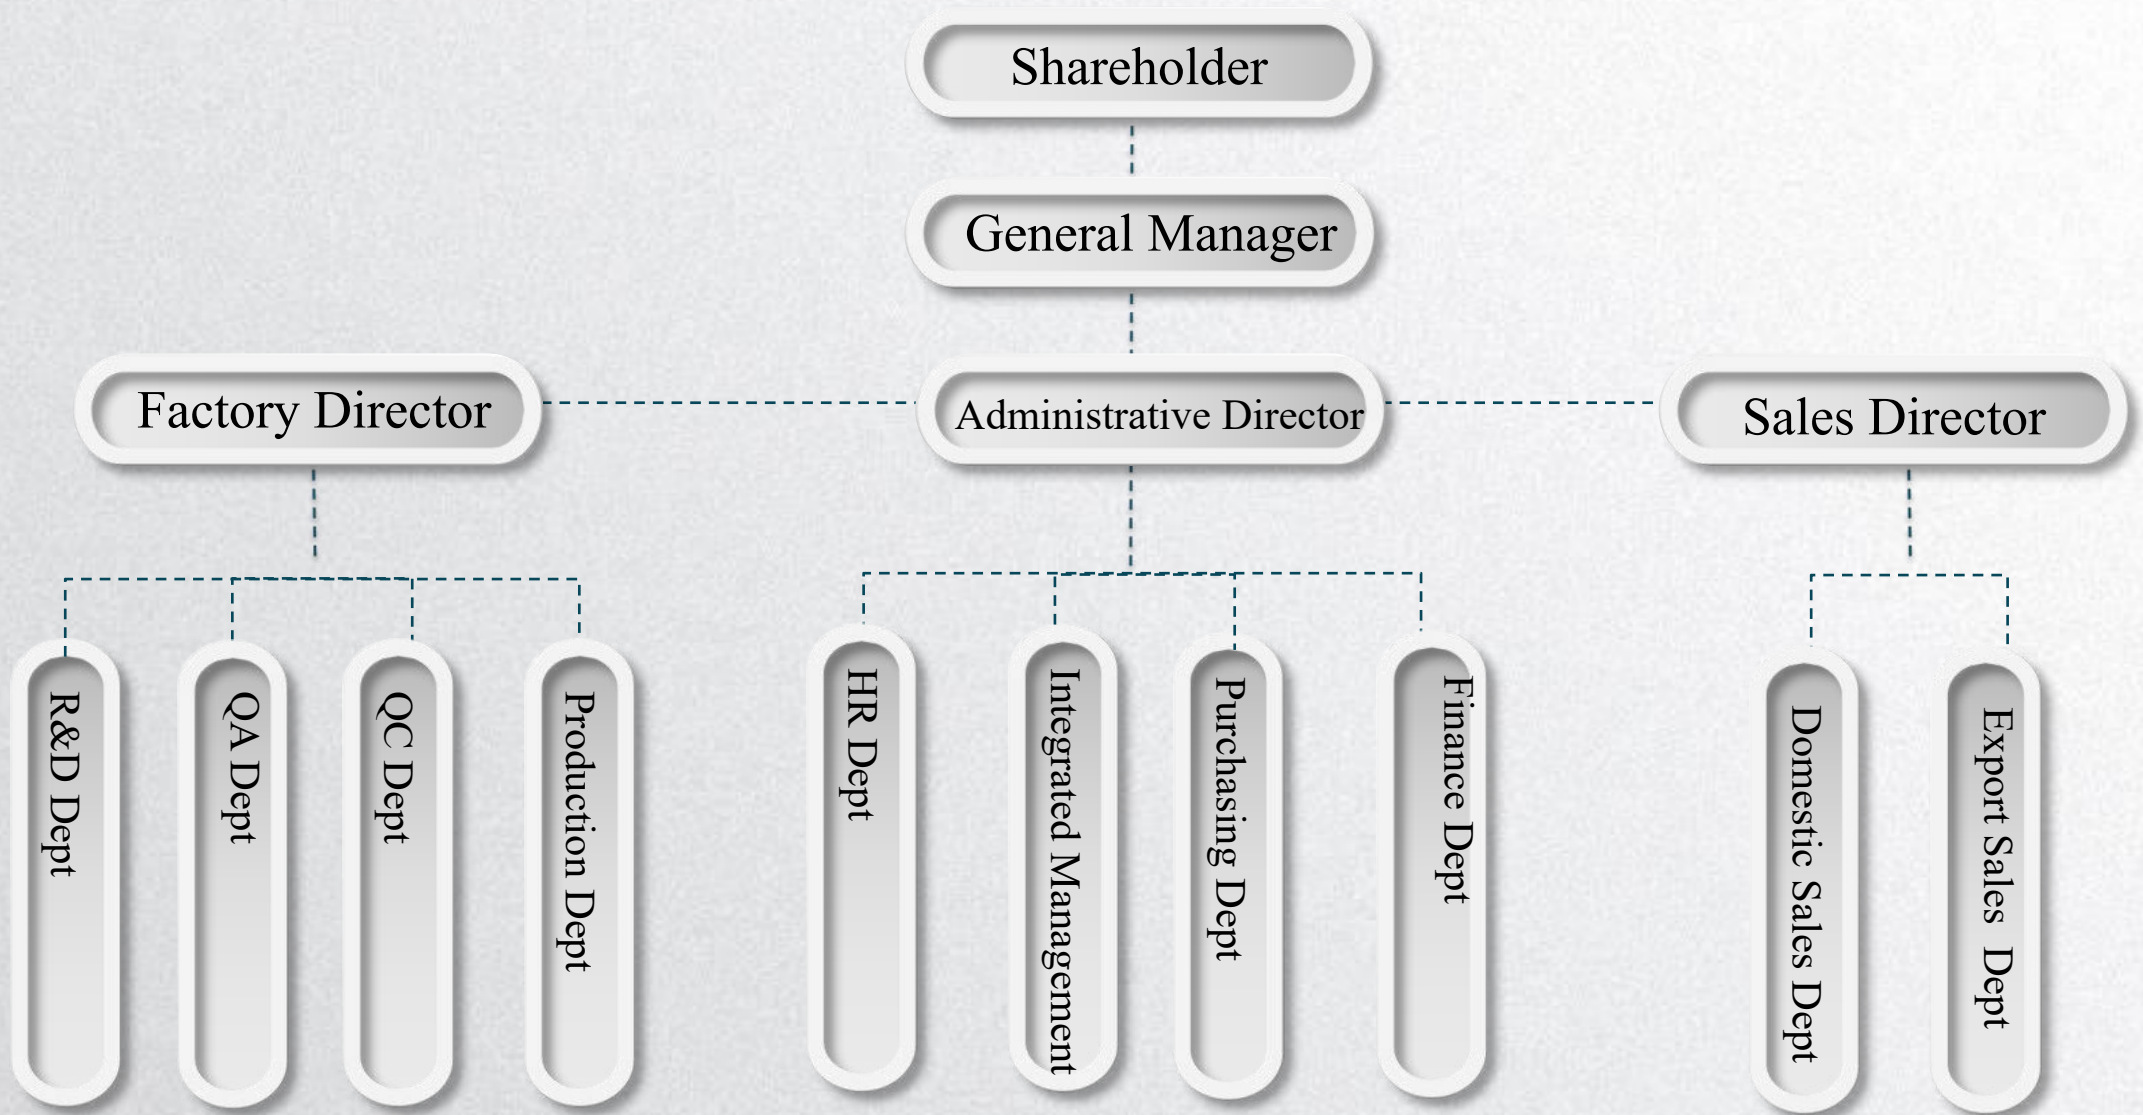 Shareholder
General Manager
Factory Director
Administrative Director
Sales Director
R&D Dept
QA Dept
QC Dept
Production Dept
HR Dept
Integrated Management
Purchasing Dept
Finance Dept
Domestic Sales Dept
Export Sales Dept